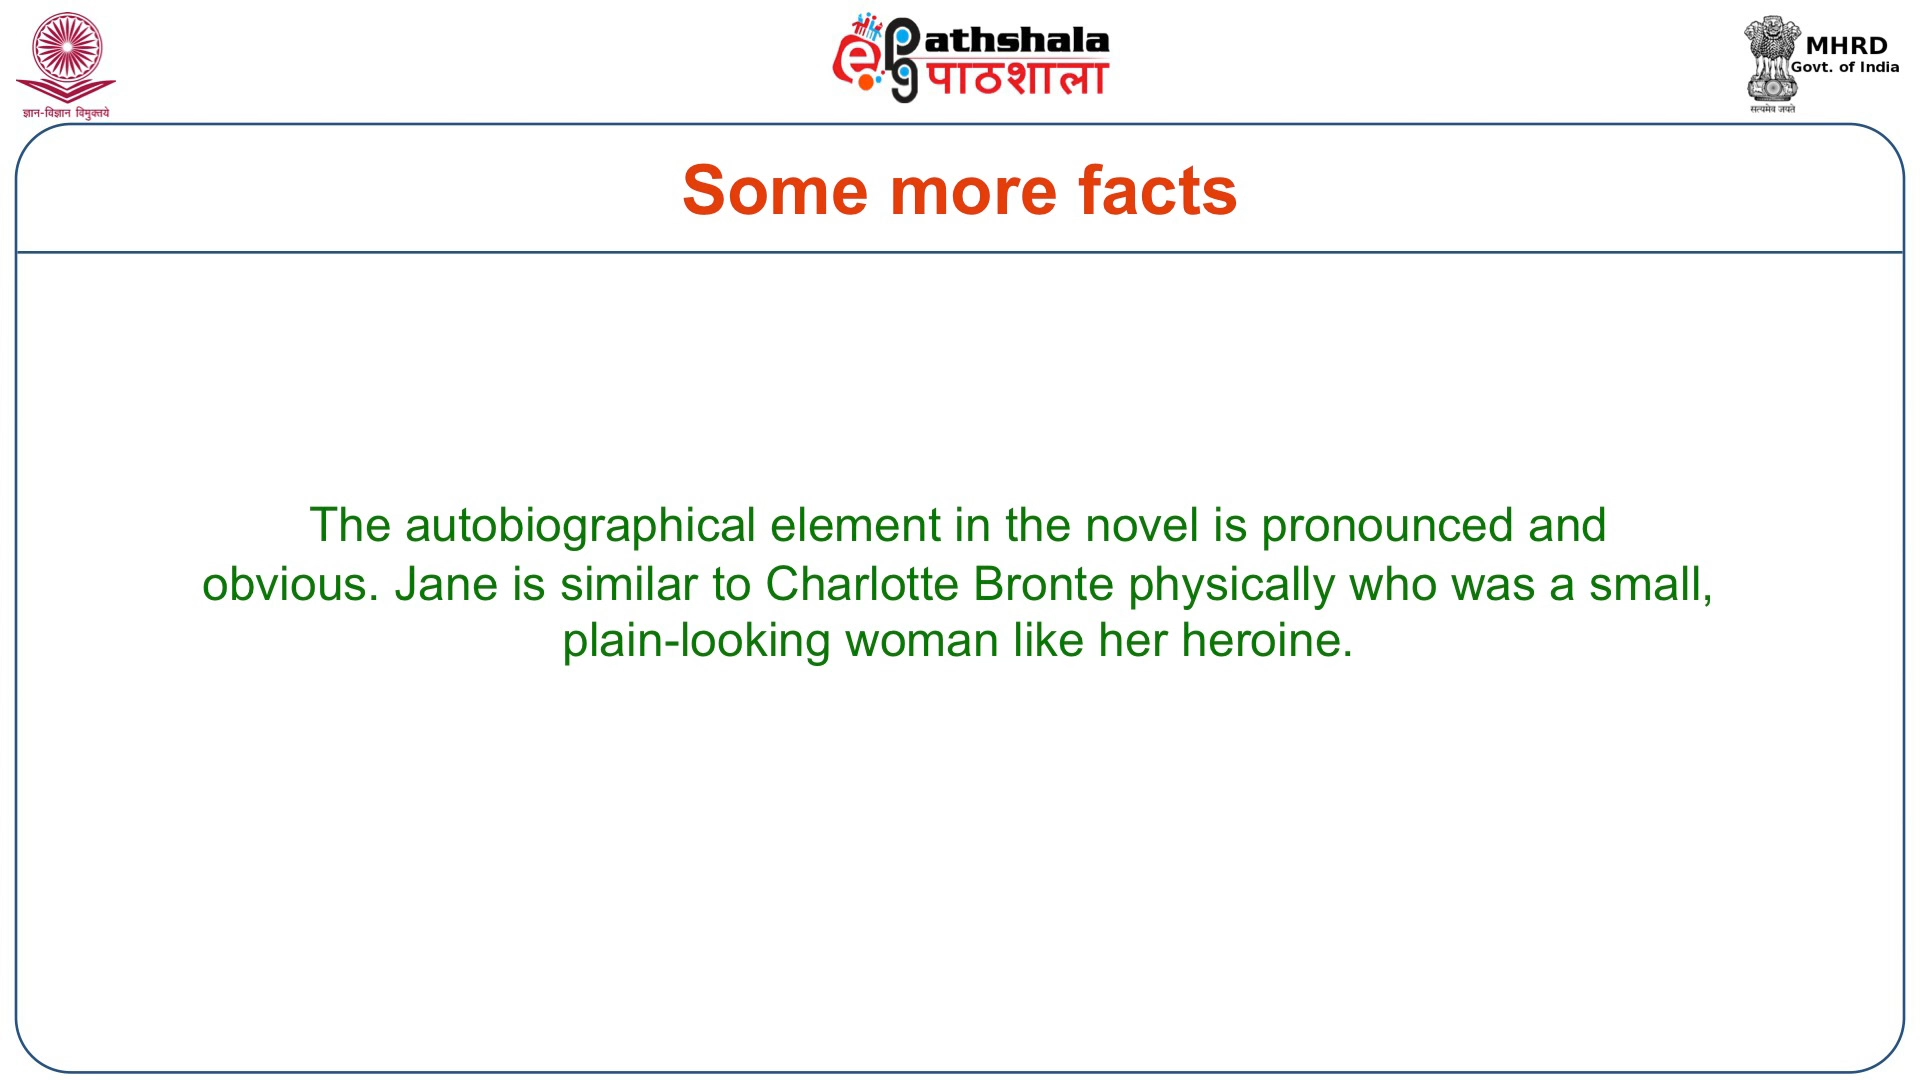 ज्ञान-विज्ञान विमुक्तये
e
Pathshala
pg पाठशाला
MHRD
Govt. of India
सत्यमेव जयते
Some more facts
The autobiographical element in the novel is pronounced and
obvious. Jane is similar to Charlotte Bronte physically who was a small,
plain-looking woman like her heroine.